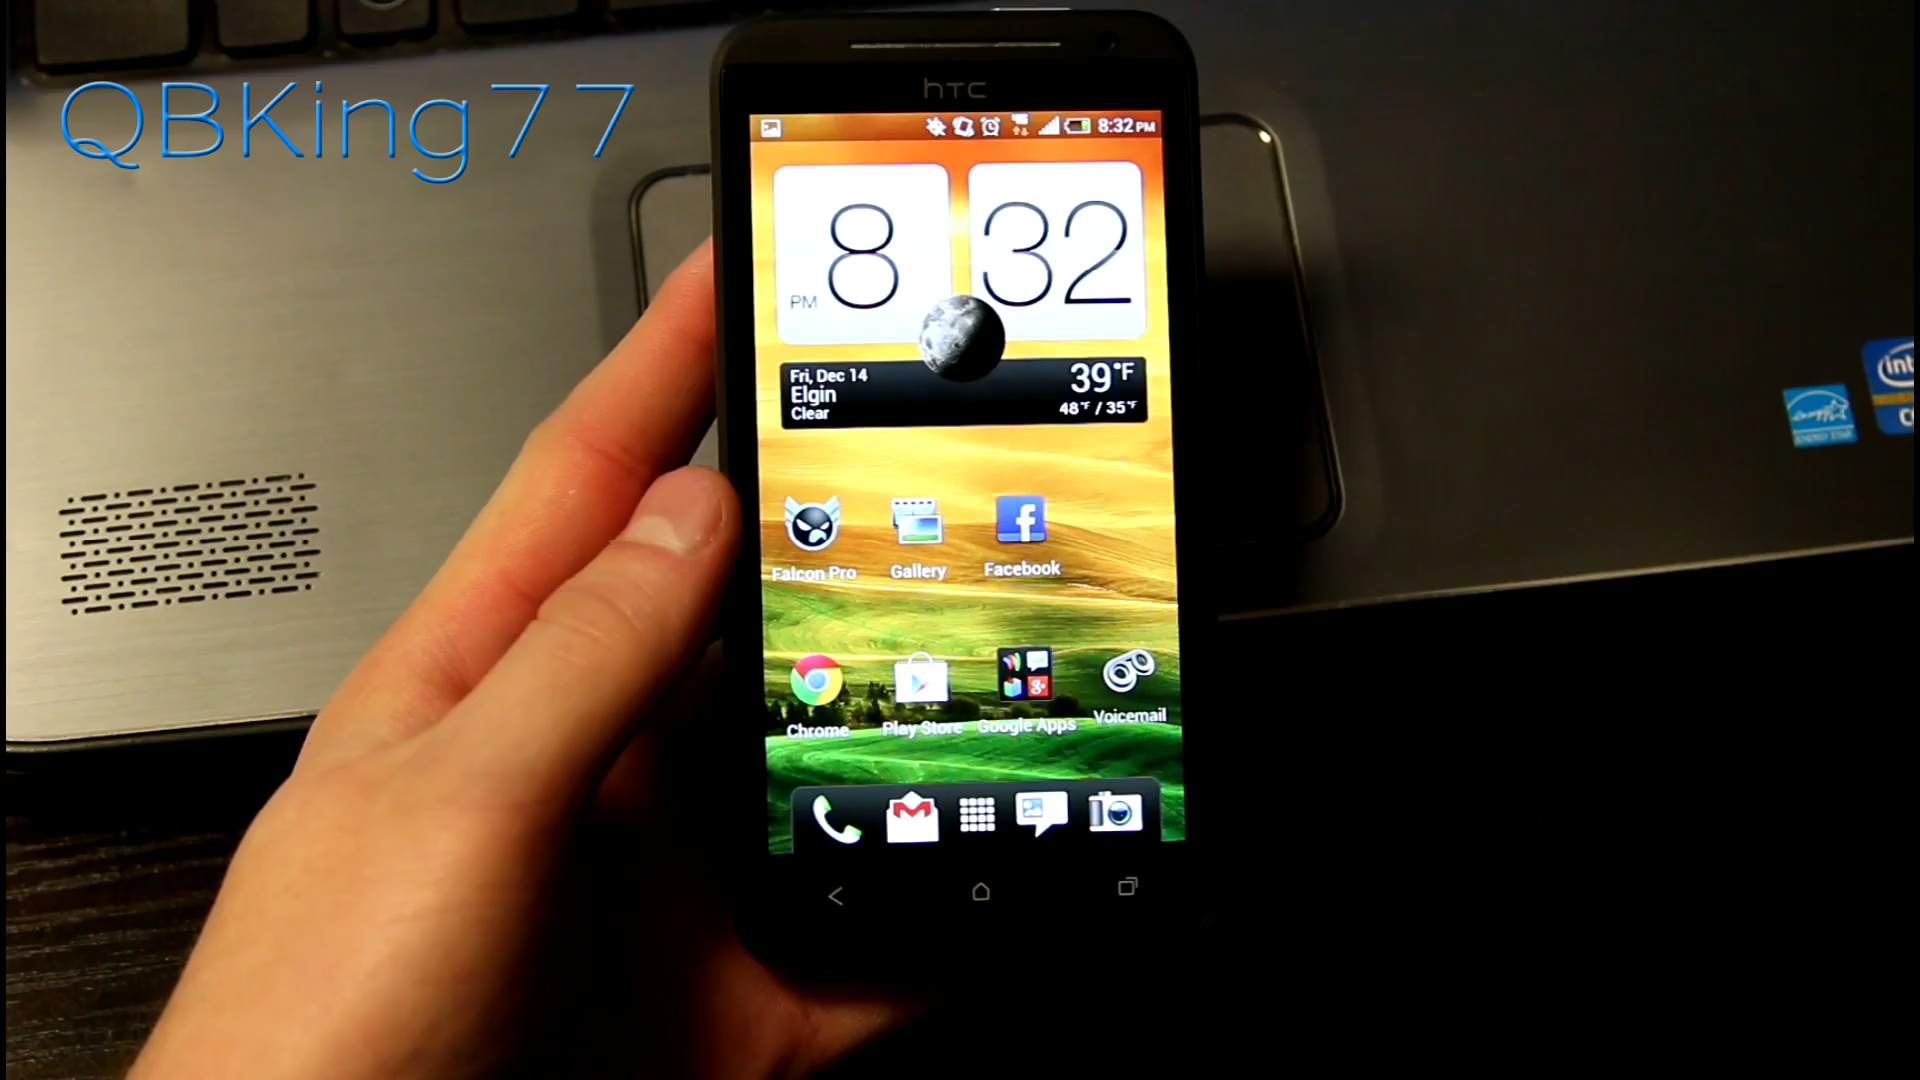 QBKing77
hTC
8:32 PM
8 32
PM
Fri, Dec 14
Elgin
Clear
39°F
48°F / 35°F
Falcon Pro
Gallery
Facebook
Chrome
Play Store
Google Apps
Voicemail